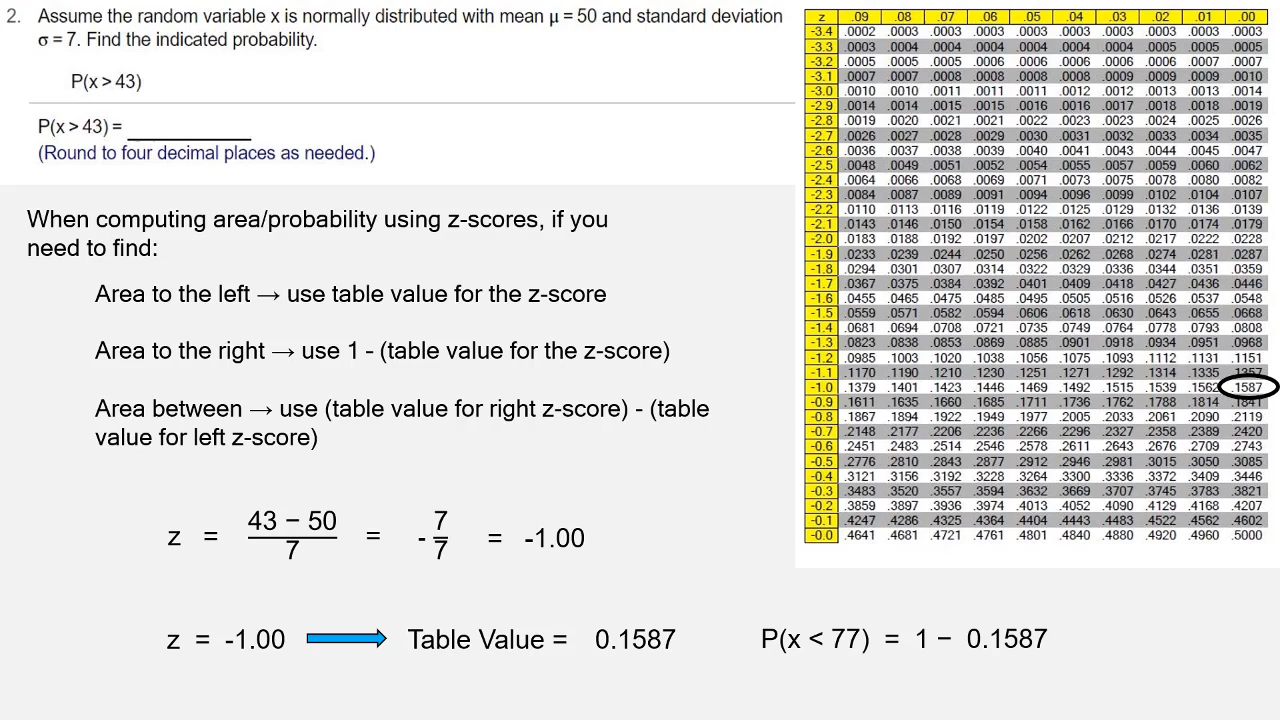 2. Assume the random variable x is normally distributed with mean μ = 50 and standard deviation
σ = 7. Find the indicated probability.
P(x > 43)
P(x > 43) = ____________
(Round to four decimal places as needed.)
When computing area/probability using z-scores, if you
need to find:
Area to the left → use table value for the z-score
Area to the right → use 1 - (table value for the z-score)
Area between → use (table value for right z-score) - (table
value for left z-score)
z = 43 − 50 / 7 = - 7 / 7 = -1.00
z = -1.00 Table Value = 0.1587 P(x < 77) = 1 − 0.1587
z .09 .08 .07 .06 .05 .04 .03 .02 .01 .00
-3.4 .0002 .0003 .0003 .0003 .0003 .0003 .0003 .0003 .0003 .0003
-3.3 .0003 .0004 .0004 .0004 .0004 .0004 .0004 .0005 .0005 .0005
-3.2 .0005 .0005 .0005 .0006 .0006 .0006 .0006 .0006 .0007 .0007
-3.1 .0007 .0007 .0008 .0008 .0008 .0008 .0009 .0009 .0009 .0010
-3.0 .0010 .0010 .0011 .0011 .0011 .0012 .0012 .0013 .0013 .0014
-2.9 .0014 .0014 .0015 .0015 .0016 .0016 .0017 .0018 .0018 .0019
-2.8 .0019 .0020 .0021 .0021 .0022 .0023 .0023 .0024 .0025 .0026
-2.7 .0026 .0027 .0028 .0029 .0030 .0031 .0032 .0033 .0034 .0035
-2.6 .0036 .0037 .0038 .0039 .0040 .0041 .0043 .0044 .0045 .0047
-2.5 .0048 .0049 .0051 .0052 .0054 .0055 .0057 .0059 .0060 .0062
-2.4 .0064 .0066 .0068 .0069 .0071 .0073 .0075 .0078 .0080 .0082
-2.3 .0084 .0087 .0089 .0091 .0094 .0096 .0099 .0102 .0104 .0107
-2.2 .0110 .0113 .0116 .0119 .0122 .0125 .0129 .0132 .0136 .0139
-2.1 .0143 .0146 .0150 .0154 .0158 .0162 .0166 .0170 .0174 .0179
-2.0 .0183 .0188 .0192 .0197 .0202 .0207 .0212 .0217 .0222 .0228
-1.9 .0233 .0239 .0244 .0250 .0256 .0262 .0268 .0274 .0281 .0287
-1.8 .0294 .0301 .0307 .0314 .0322 .0329 .0336 .0344 .0351 .0359
-1.7 .0367 .0375 .0384 .0392 .0401 .0409 .0418 .0427 .0436 .0446
-1.6 .0455 .0465 .0475 .0485 .0495 .0505 .0516 .0526 .0537 .0548
-1.5 .0559 .0571 .0582 .0594 .0606 .0618 .0630 .0643 .0655 .0668
-1.4 .0681 .0694 .0708 .0721 .0735 .0749 .0764 .0778 .0793 .0808
-1.3 .0823 .0838 .0853 .0869 .0885 .0901 .0918 .0934 .0951 .0968
-1.2 .0985 .1003 .1020 .1038 .1056 .1075 .1093 .1112 .1131 .1151
-1.1 .1170 .1190 .1210 .1230 .1251 .1271 .1292 .1314 .1335 .1357
-1.0 .1379 .1401 .1423 .1446 .1469 .1492 .1515 .1539 .1562 .1587
-0.9 .1611 .1635 .1660 .1685 .1711 .1736 .1762 .1788 .1814 .1841
-0.8 .1867 .1894 .1922 .1949 .1977 .2005 .2033 .2061 .2090 .2119
-0.7 .2148 .2177 .2206 .2236 .2266 .2296 .2327 .2358 .2389 .2420
-0.6 .2451 .2483 .2514 .2546 .2578 .2611 .2643 .2676 .2709 .2743
-0.5 .2776 .2810 .2843 .2877 .2912 .2946 .2981 .3015 .3050 .3085
-0.4 .3121 .3156 .3192 .3228 .3264 .3300 .3336 .3372 .3409 .3446
-0.3 .3483 .3520 .3557 .3594 .3632 .3669 .3707 .3745 .3783 .3821
-0.2 .3859 .3897 .3936 .3974 .4013 .4052 .4090 .4129 .4168 .4207
-0.1 .4247 .4286 .4325 .4364 .4404 .4443 .4483 .4522 .4562 .4602
-0.0 .4641 .4681 .4721 .4761 .4801 .4840 .4880 .4920 .4960 .5000